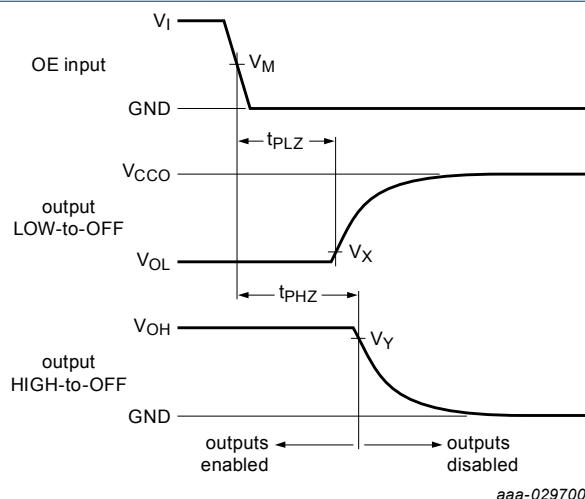 V_I
OE input
V_M
GND
t_PLZ
V_CCO
output
LOW-to-OFF
V_X
V_OL
t_PHZ
V_OH
V_Y
output
HIGH-to-OFF
GND
outputs
enabled
outputs
disabled
aaa-029700